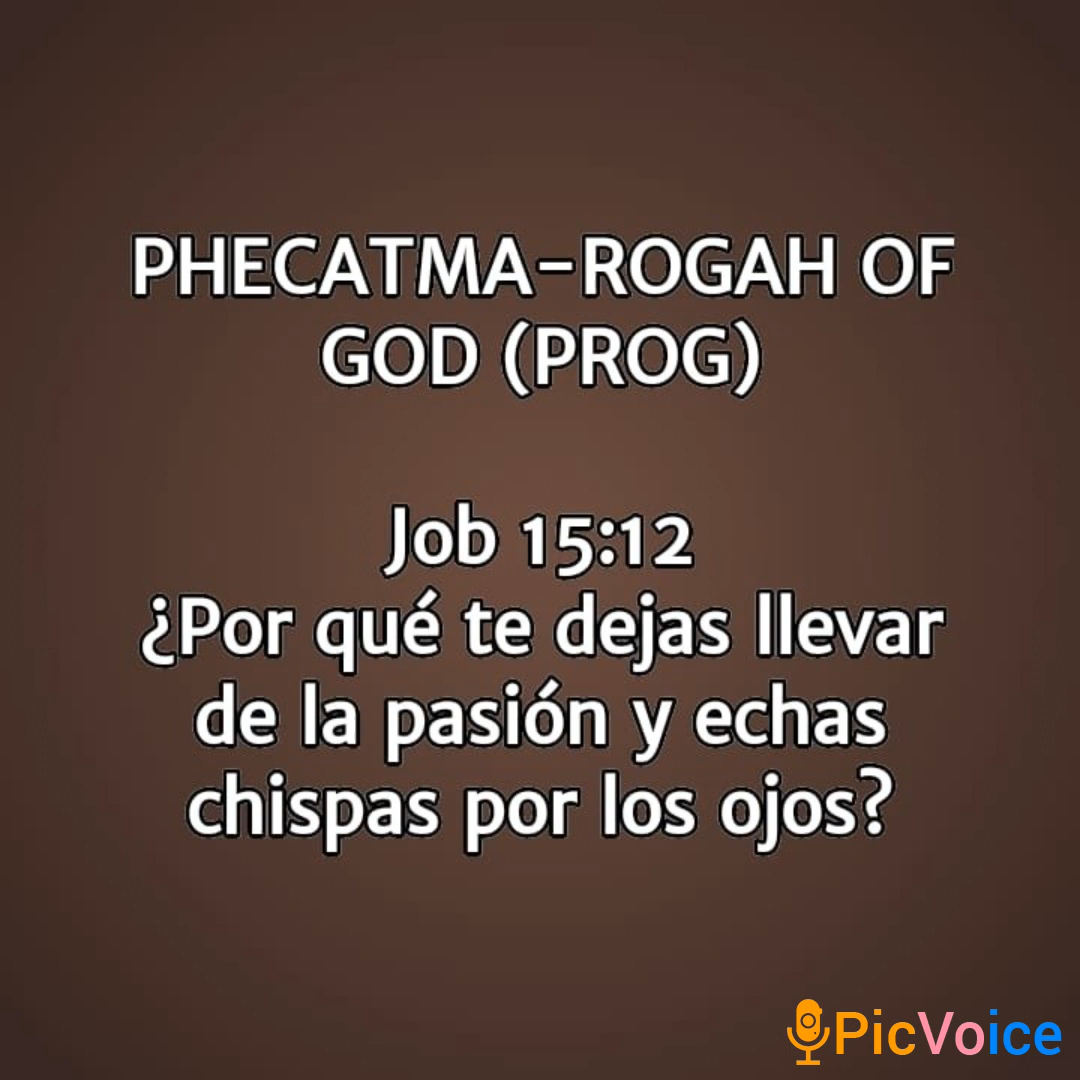 PHECATMA-ROGAH OF
GOD (PROG)
Job 15:12
¿Por qué te dejas llevar
de la pasión y echas
chispas por los ojos?
PicVoice